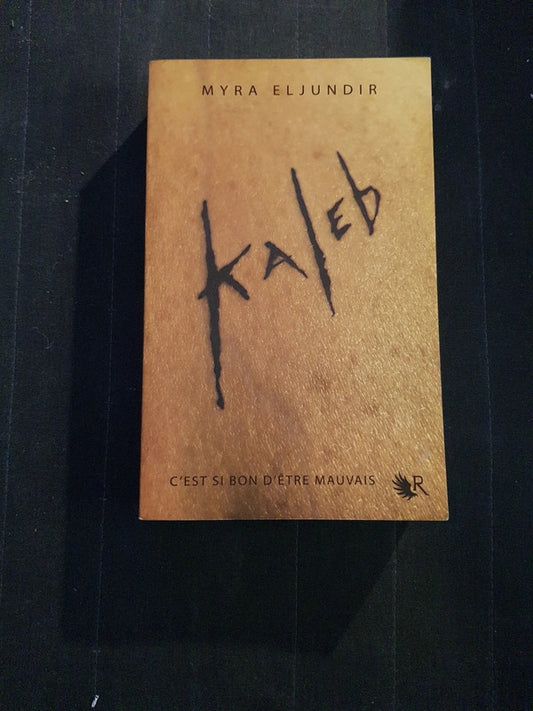 MYRA ELJUNDIR
Kaleb
C'EST SI BON D'ÊTRE MAUVAIS
R